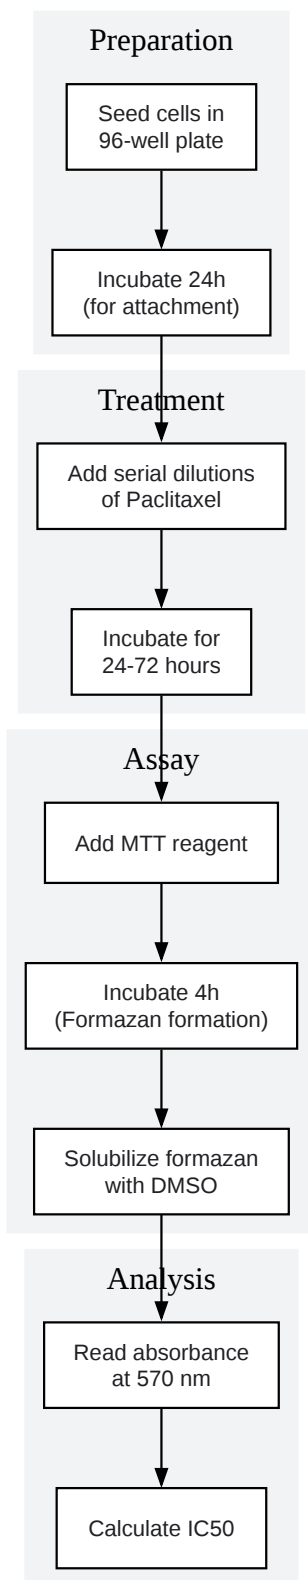 Preparation
Seed cells in
96-well plate
Incubate 24h
(for attachment)
Treatment
Add serial dilutions
of Paclitaxel
Incubate for
24-72 hours
Assay
Add MTT reagent
Incubate 4h
(Formazan formation)
Solubilize formazan
with DMSO
Analysis
Read absorbance
at 570 nm
Calculate IC50